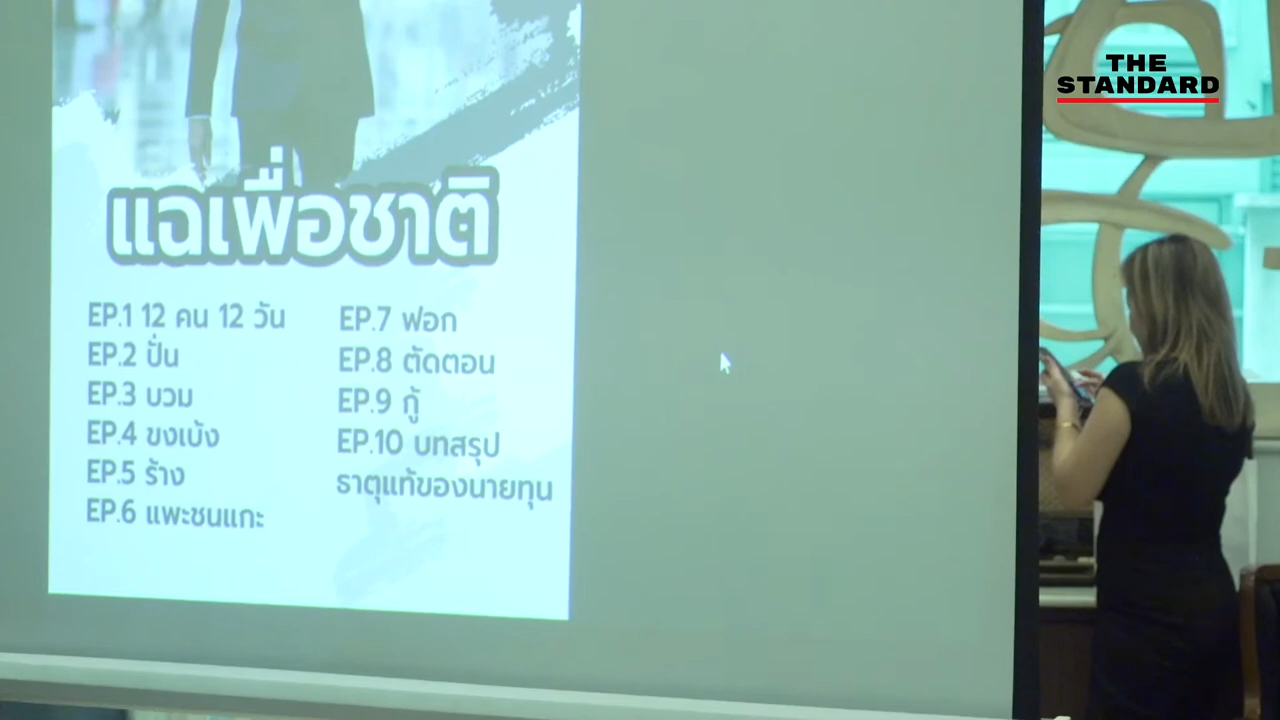 THE
STANDARD
แฉเพื่อชาติ
EP.1 12 คน 12 วัน
EP.2 ปั่น
EP.3 บวม
EP.4 ขงเบ้ง
EP.5 ร้าง
EP.6 แพะชนแกะ
EP.7 ฟอก
EP.8 ตัดตอน
EP.9 กู้
EP.10 บทสรุป
ธาตุแท้ของนายทุน